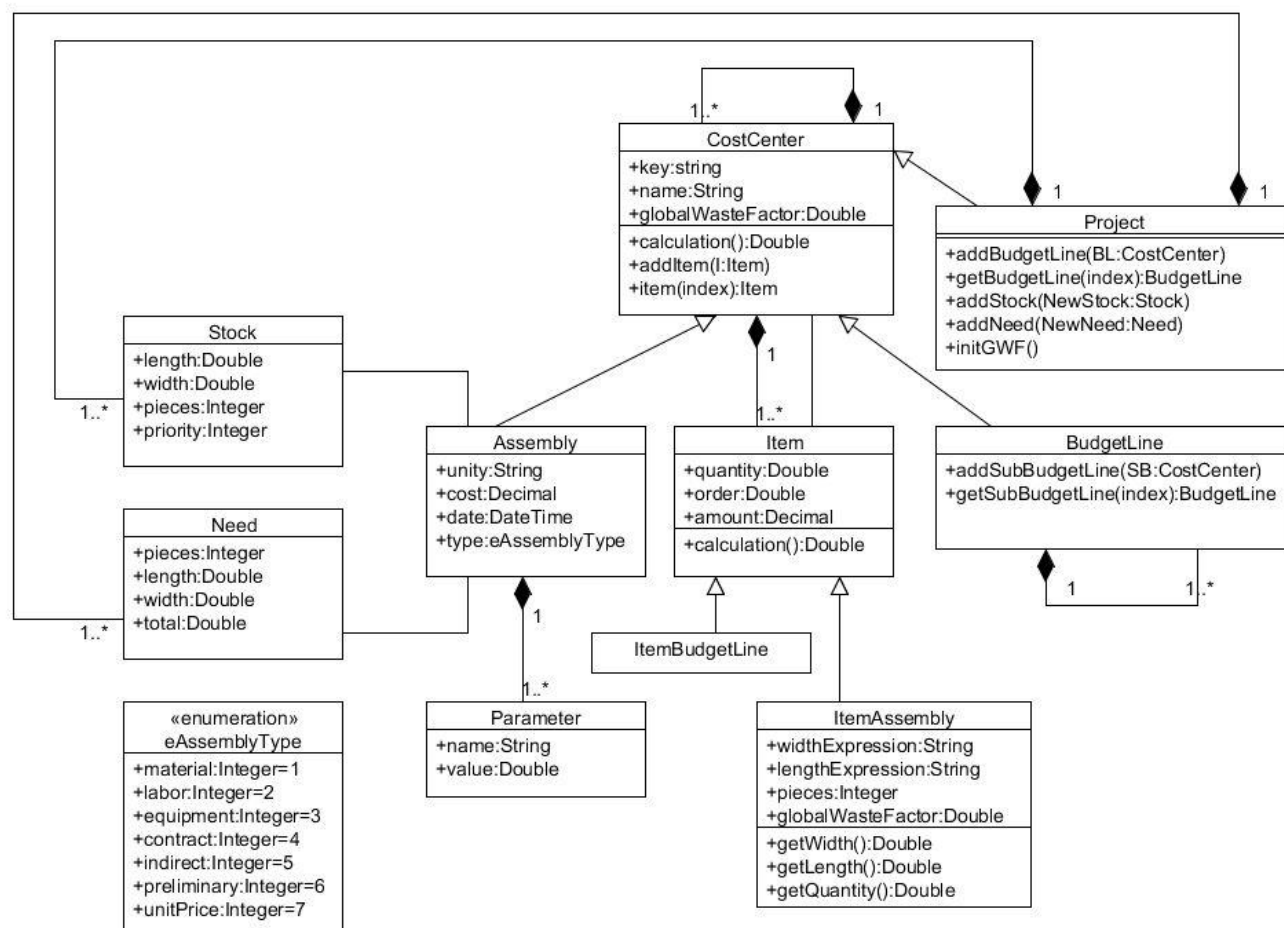 1..*
1
CostCenter
+key:string
+name:String
+globalWasteFactor:Double
+calculation():Double
+addItem(I:Item)
+item(index):Item
1
1
Project
+addBudgetLine(BL:CostCenter)
+getBudgetLine(index):BudgetLine
+addStock(NewStock:Stock)
+addNeed(NewNeed:Need)
+initGWF()
Stock
+length:Double
+width:Double
+pieces:Integer
+priority:Integer
1..*
1
1..*
Assembly
+unity:String
+cost:Decimal
+date:DateTime
+type:eAssemblyType
Item
+quantity:Double
+order:Double
+amount:Decimal
+calculation():Double
BudgetLine
+addSubBudgetLine(SB:CostCenter)
+getSubBudgetLine(index):BudgetLine
1
1..*
Need
+pieces:Integer
+length:Double
+width:Double
+total:Double
1..*
1
1..*
ItemBudgetLine
«enumeration»
eAssemblyType
+material:Integer=1
+labor:Integer=2
+equipment:Integer=3
+contract:Integer=4
+indirect:Integer=5
+preliminary:Integer=6
+unitPrice:Integer=7
Parameter
+name:String
+value:Double
ItemAssembly
+widthExpression:String
+lengthExpression:String
+pieces:Integer
+globalWasteFactor:Double
+getWidth():Double
+getLength():Double
+getQuantity():Double